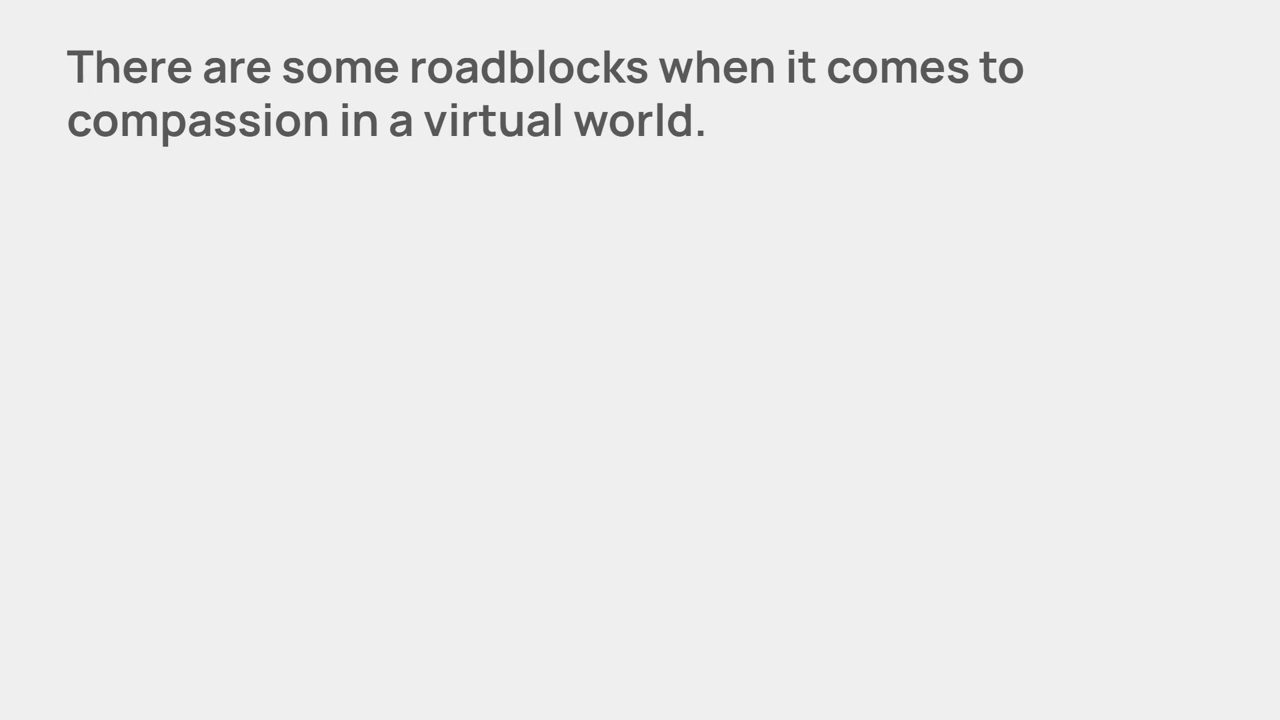 There are some roadblocks when it comes to
compassion in a virtual world.